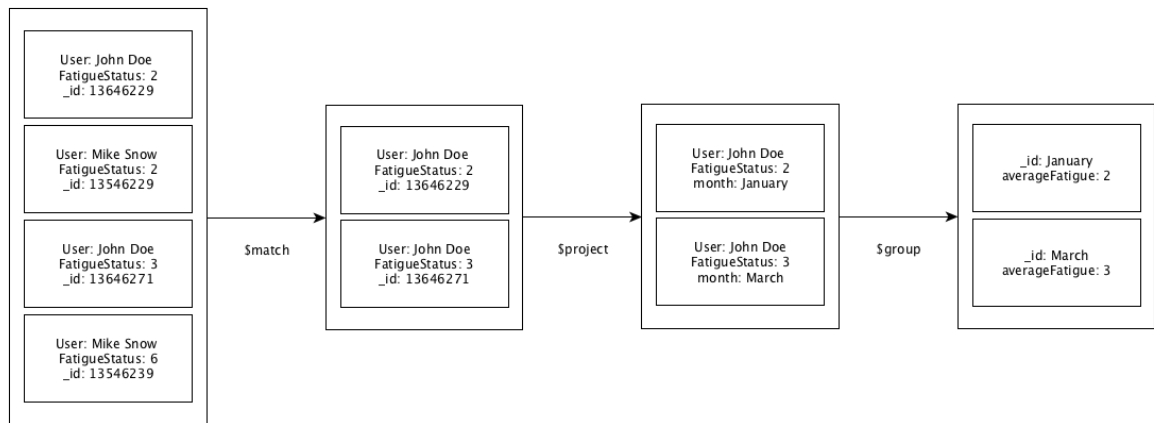 User: John Doe
FatigueStatus: 2
_id: 13646229
User: Mike Snow
FatigueStatus: 2
_id: 13546229
User: John Doe
FatigueStatus: 3
_id: 13646271
User: Mike Snow
FatigueStatus: 6
_id: 13546239
$match
User: John Doe
FatigueStatus: 2
_id: 13646229
User: John Doe
FatigueStatus: 3
_id: 13646271
$project
User: John Doe
FatigueStatus: 2
month: January
User: John Doe
FatigueStatus: 3
month: March
$group
_id: January
averageFatigue: 2
_id: March
averageFatigue: 3